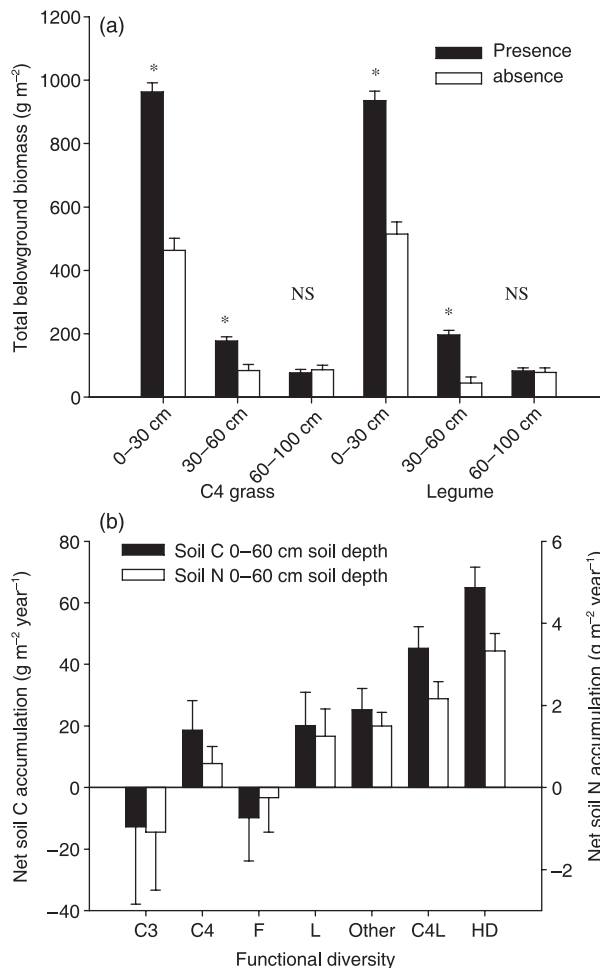 (a)
Total belowground biomass (g m⁻²)
1200
1000
800
600
400
200
0
Presence
absence
*
*
NS
*
*
NS
0–30 cm
30–60 cm
60–100 cm
0–30 cm
30–60 cm
60–100 cm
C4 grass
Legume
(b)
Net soil C accumulation (g m⁻² year⁻¹)
80
60
40
20
0
−20
−40
Soil C 0–60 cm soil depth
Soil N 0–60 cm soil depth
6
4
2
0
−2
Net soil N accumulation (g m⁻² year⁻¹)
C3
C4
F
L
Other
C4L
HD
Functional diversity